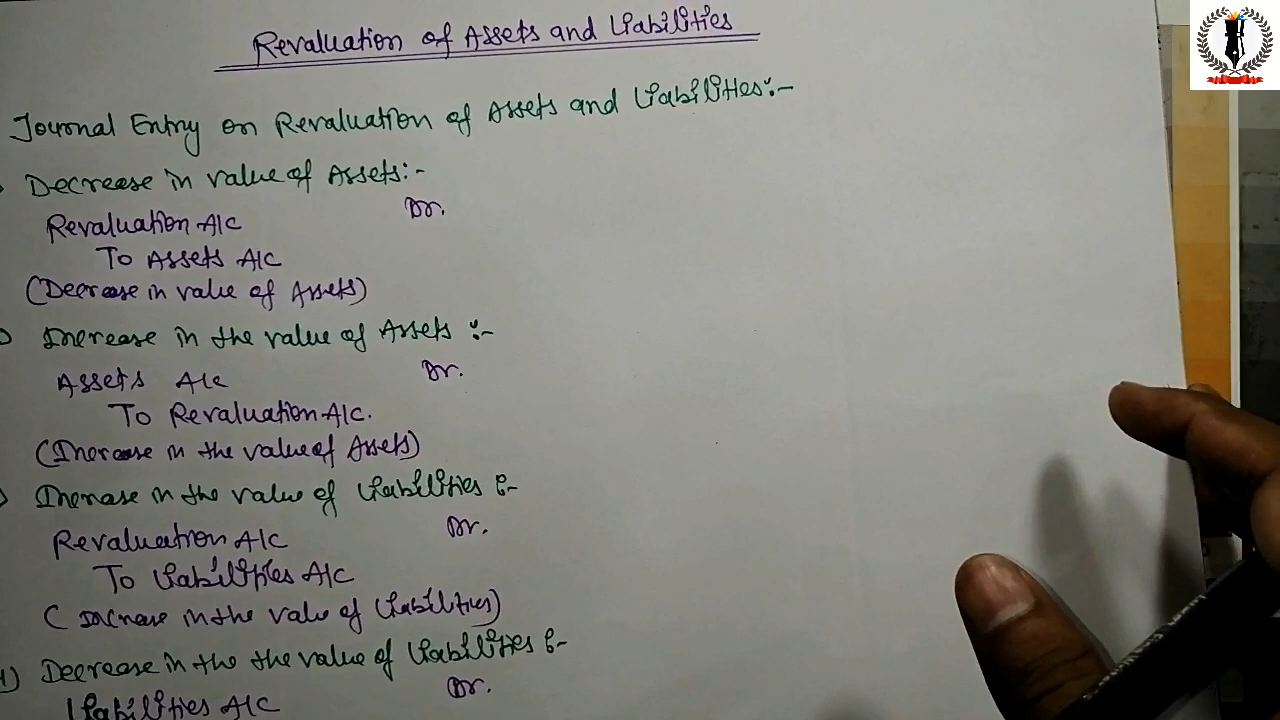 Revaluation of Assets and Liabilities
Journal Entry on Revaluation of Assets and Liabilities:-
Decrease in value of Assets:-
Revaluation A/c Dr.
To Assets A/c
(Decrease in value of Assets)
Increase in the value of Assets :-
Assets A/c Dr.
To Revaluation A/c.
(Increase in the value of Assets)
Increase in the value of Liabilities :-
Revaluation A/c Dr.
To Liabilities A/c
(Increase in the value of Liabilities)
4) Decrease in the the value of Liabilities :-
Liabilities A/c Dr.